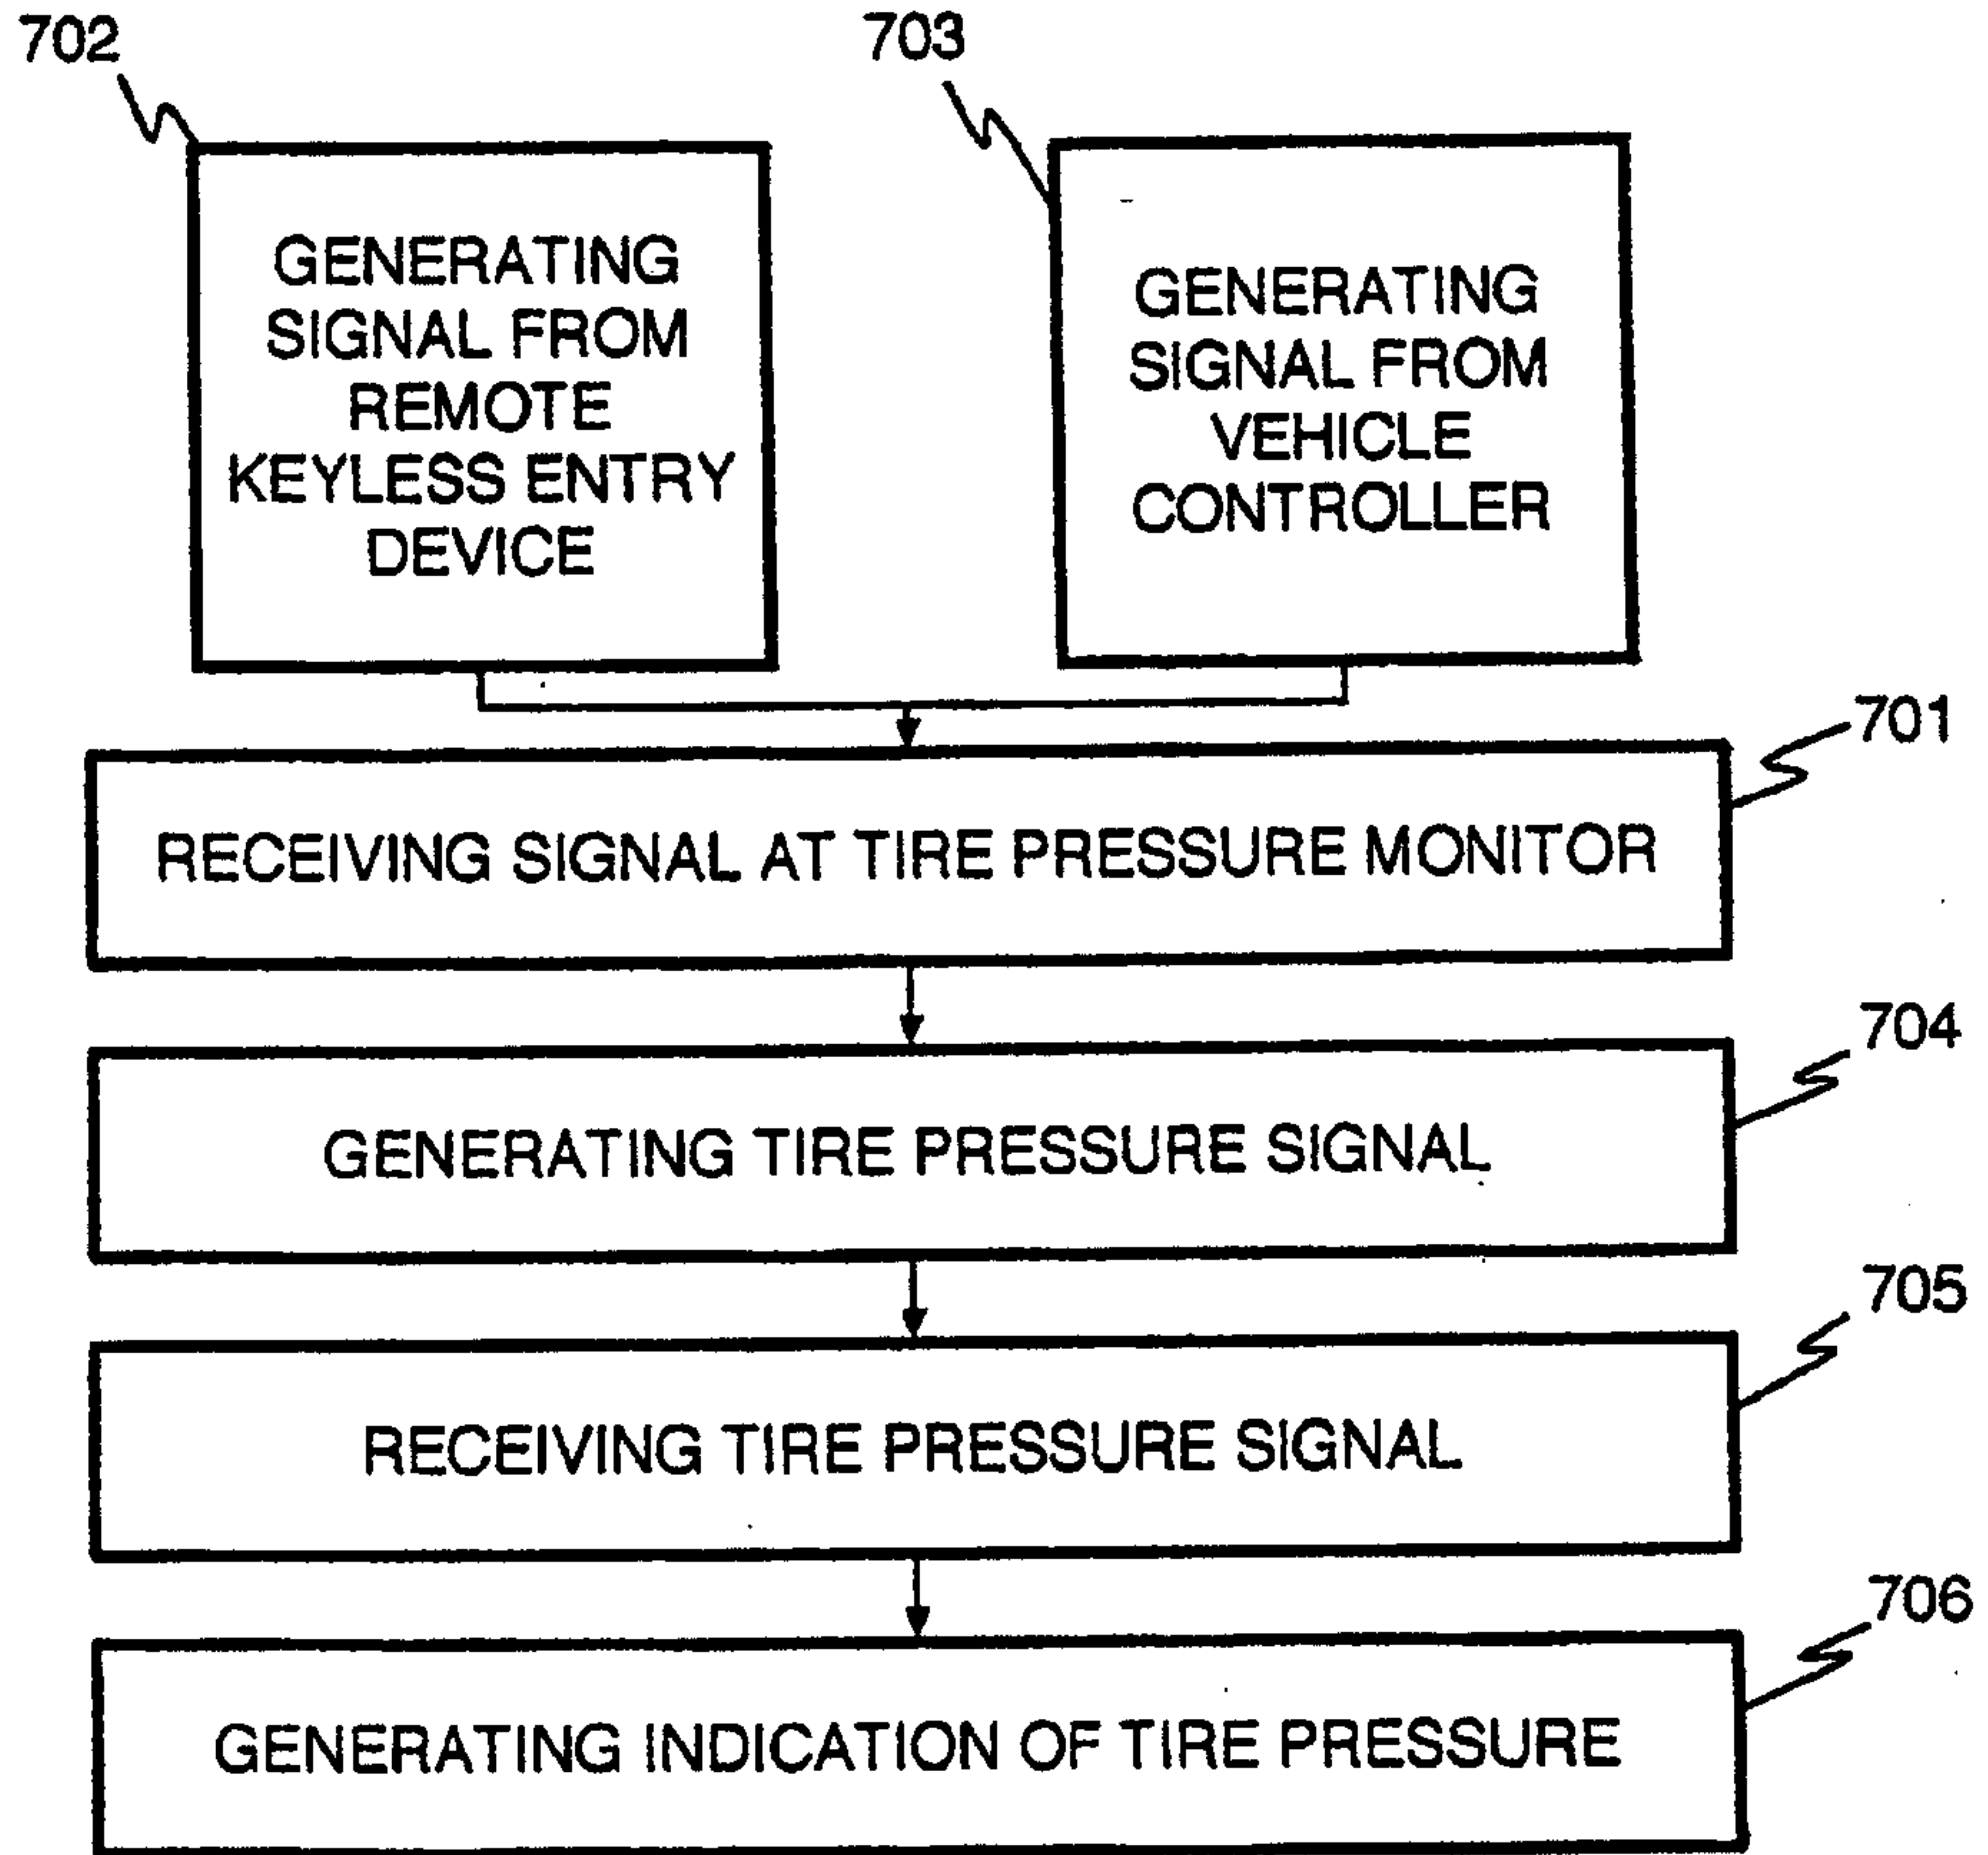 702
703
GENERATING
SIGNAL FROM
REMOTE
KEYLESS ENTRY
DEVICE
GENERATING
SIGNAL FROM
VEHICLE
CONTROLLER
701
RECEIVING SIGNAL AT TIRE PRESSURE MONITOR
704
GENERATING TIRE PRESSURE SIGNAL
705
RECEIVING TIRE PRESSURE SIGNAL
706
GENERATING INDICATION OF TIRE PRESSURE